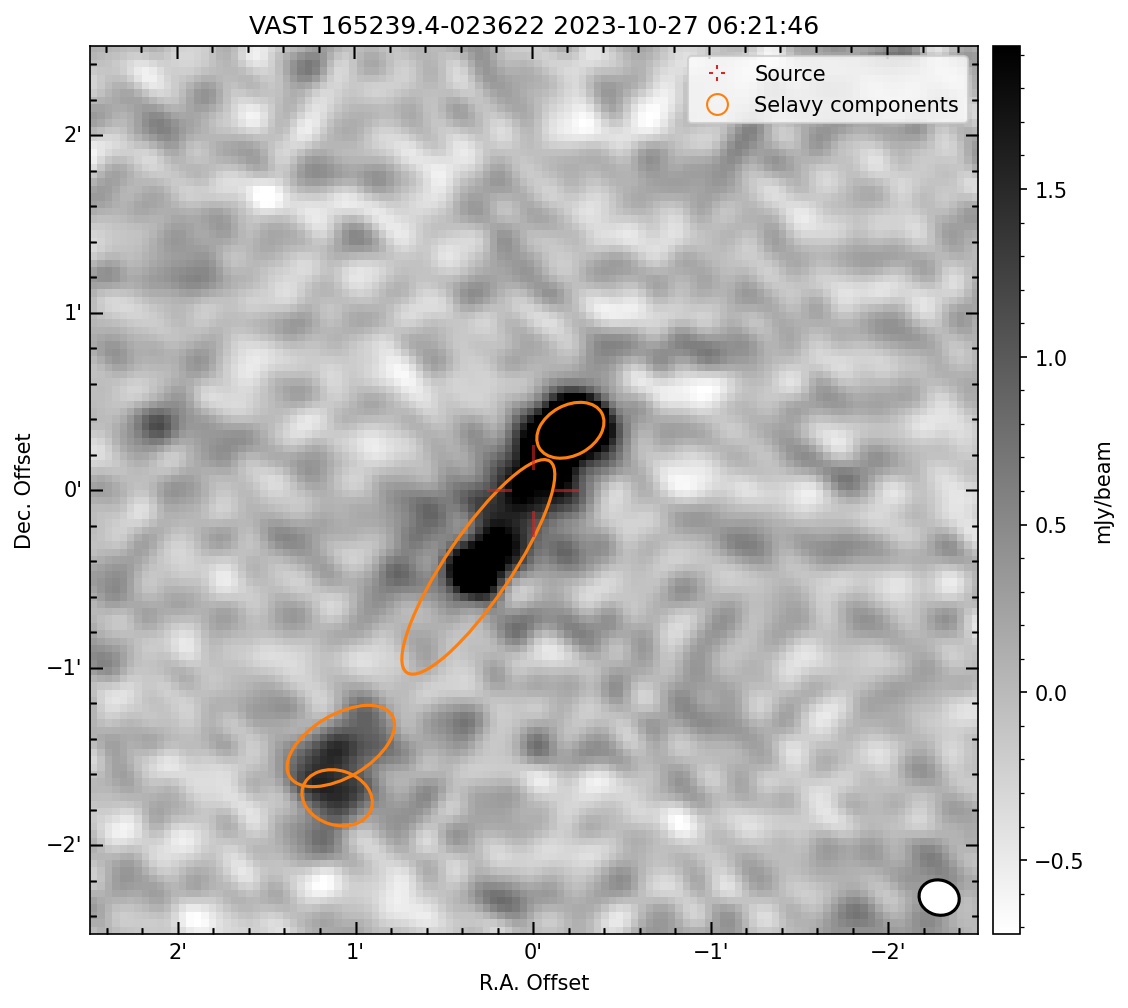 VAST 165239.4-023622 2023-10-27 06:21:46
Source
Selavy components
2'
1'
0'
−1'
−2'
Dec. Offset
2'
1'
0'
−1'
−2'
R.A. Offset
1.5
1.0
0.5
0.0
−0.5
mJy/beam